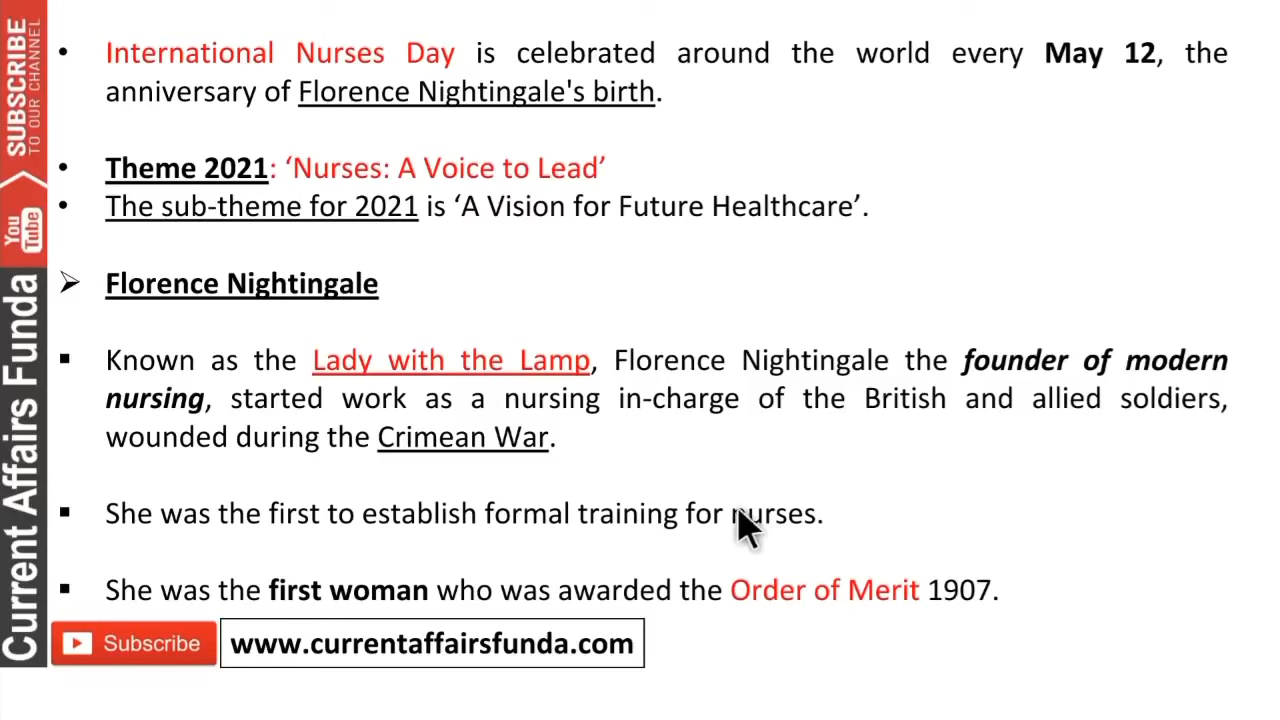 SUBSCRIBE
TO OUR CHANNEL
You
Tube
Current Affairs Funda
• International Nurses Day is celebrated around the world every May 12, the
anniversary of Florence Nightingale's birth.
• Theme 2021: ‘Nurses: A Voice to Lead’
• The sub-theme for 2021 is ‘A Vision for Future Healthcare’.
➢ Florence Nightingale
▪ Known as the Lady with the Lamp, Florence Nightingale the founder of modern
nursing, started work as a nursing in-charge of the British and allied soldiers,
wounded during the Crimean War.
▪ She was the first to establish formal training for nurses.
▪ She was the first woman who was awarded the Order of Merit 1907.
Subscribe
www.currentaffairsfunda.com